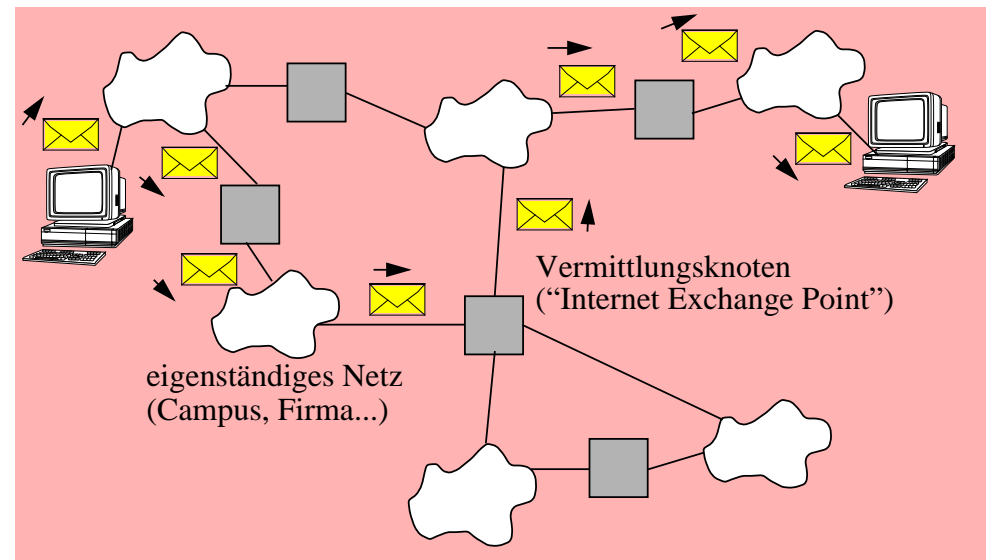 Vermittlungsknoten
(“Internet Exchange Point”)
eigenständiges Netz
(Campus, Firma...)